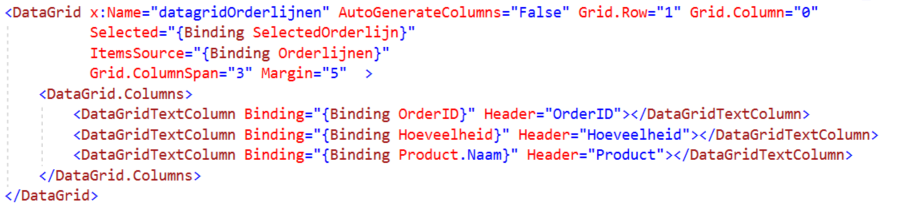 <DataGrid x:Name="datagridOrderlijnen" AutoGenerateColumns="False" Grid.Row="1" Grid.Column="0"
Selected="{Binding SelectedOrderlijn}"
ItemsSource="{Binding Orderlijnen}"
Grid.ColumnSpan="3" Margin="5"  >
<DataGrid.Columns>
<DataGridTextColumn Binding="{Binding OrderID}" Header="OrderID"></DataGridTextColumn>
<DataGridTextColumn Binding="{Binding Hoeveelheid}" Header="Hoeveelheid"></DataGridTextColumn>
<DataGridTextColumn Binding="{Binding Product.Naam}" Header="Product"></DataGridTextColumn>
</DataGrid.Columns>
</DataGrid>